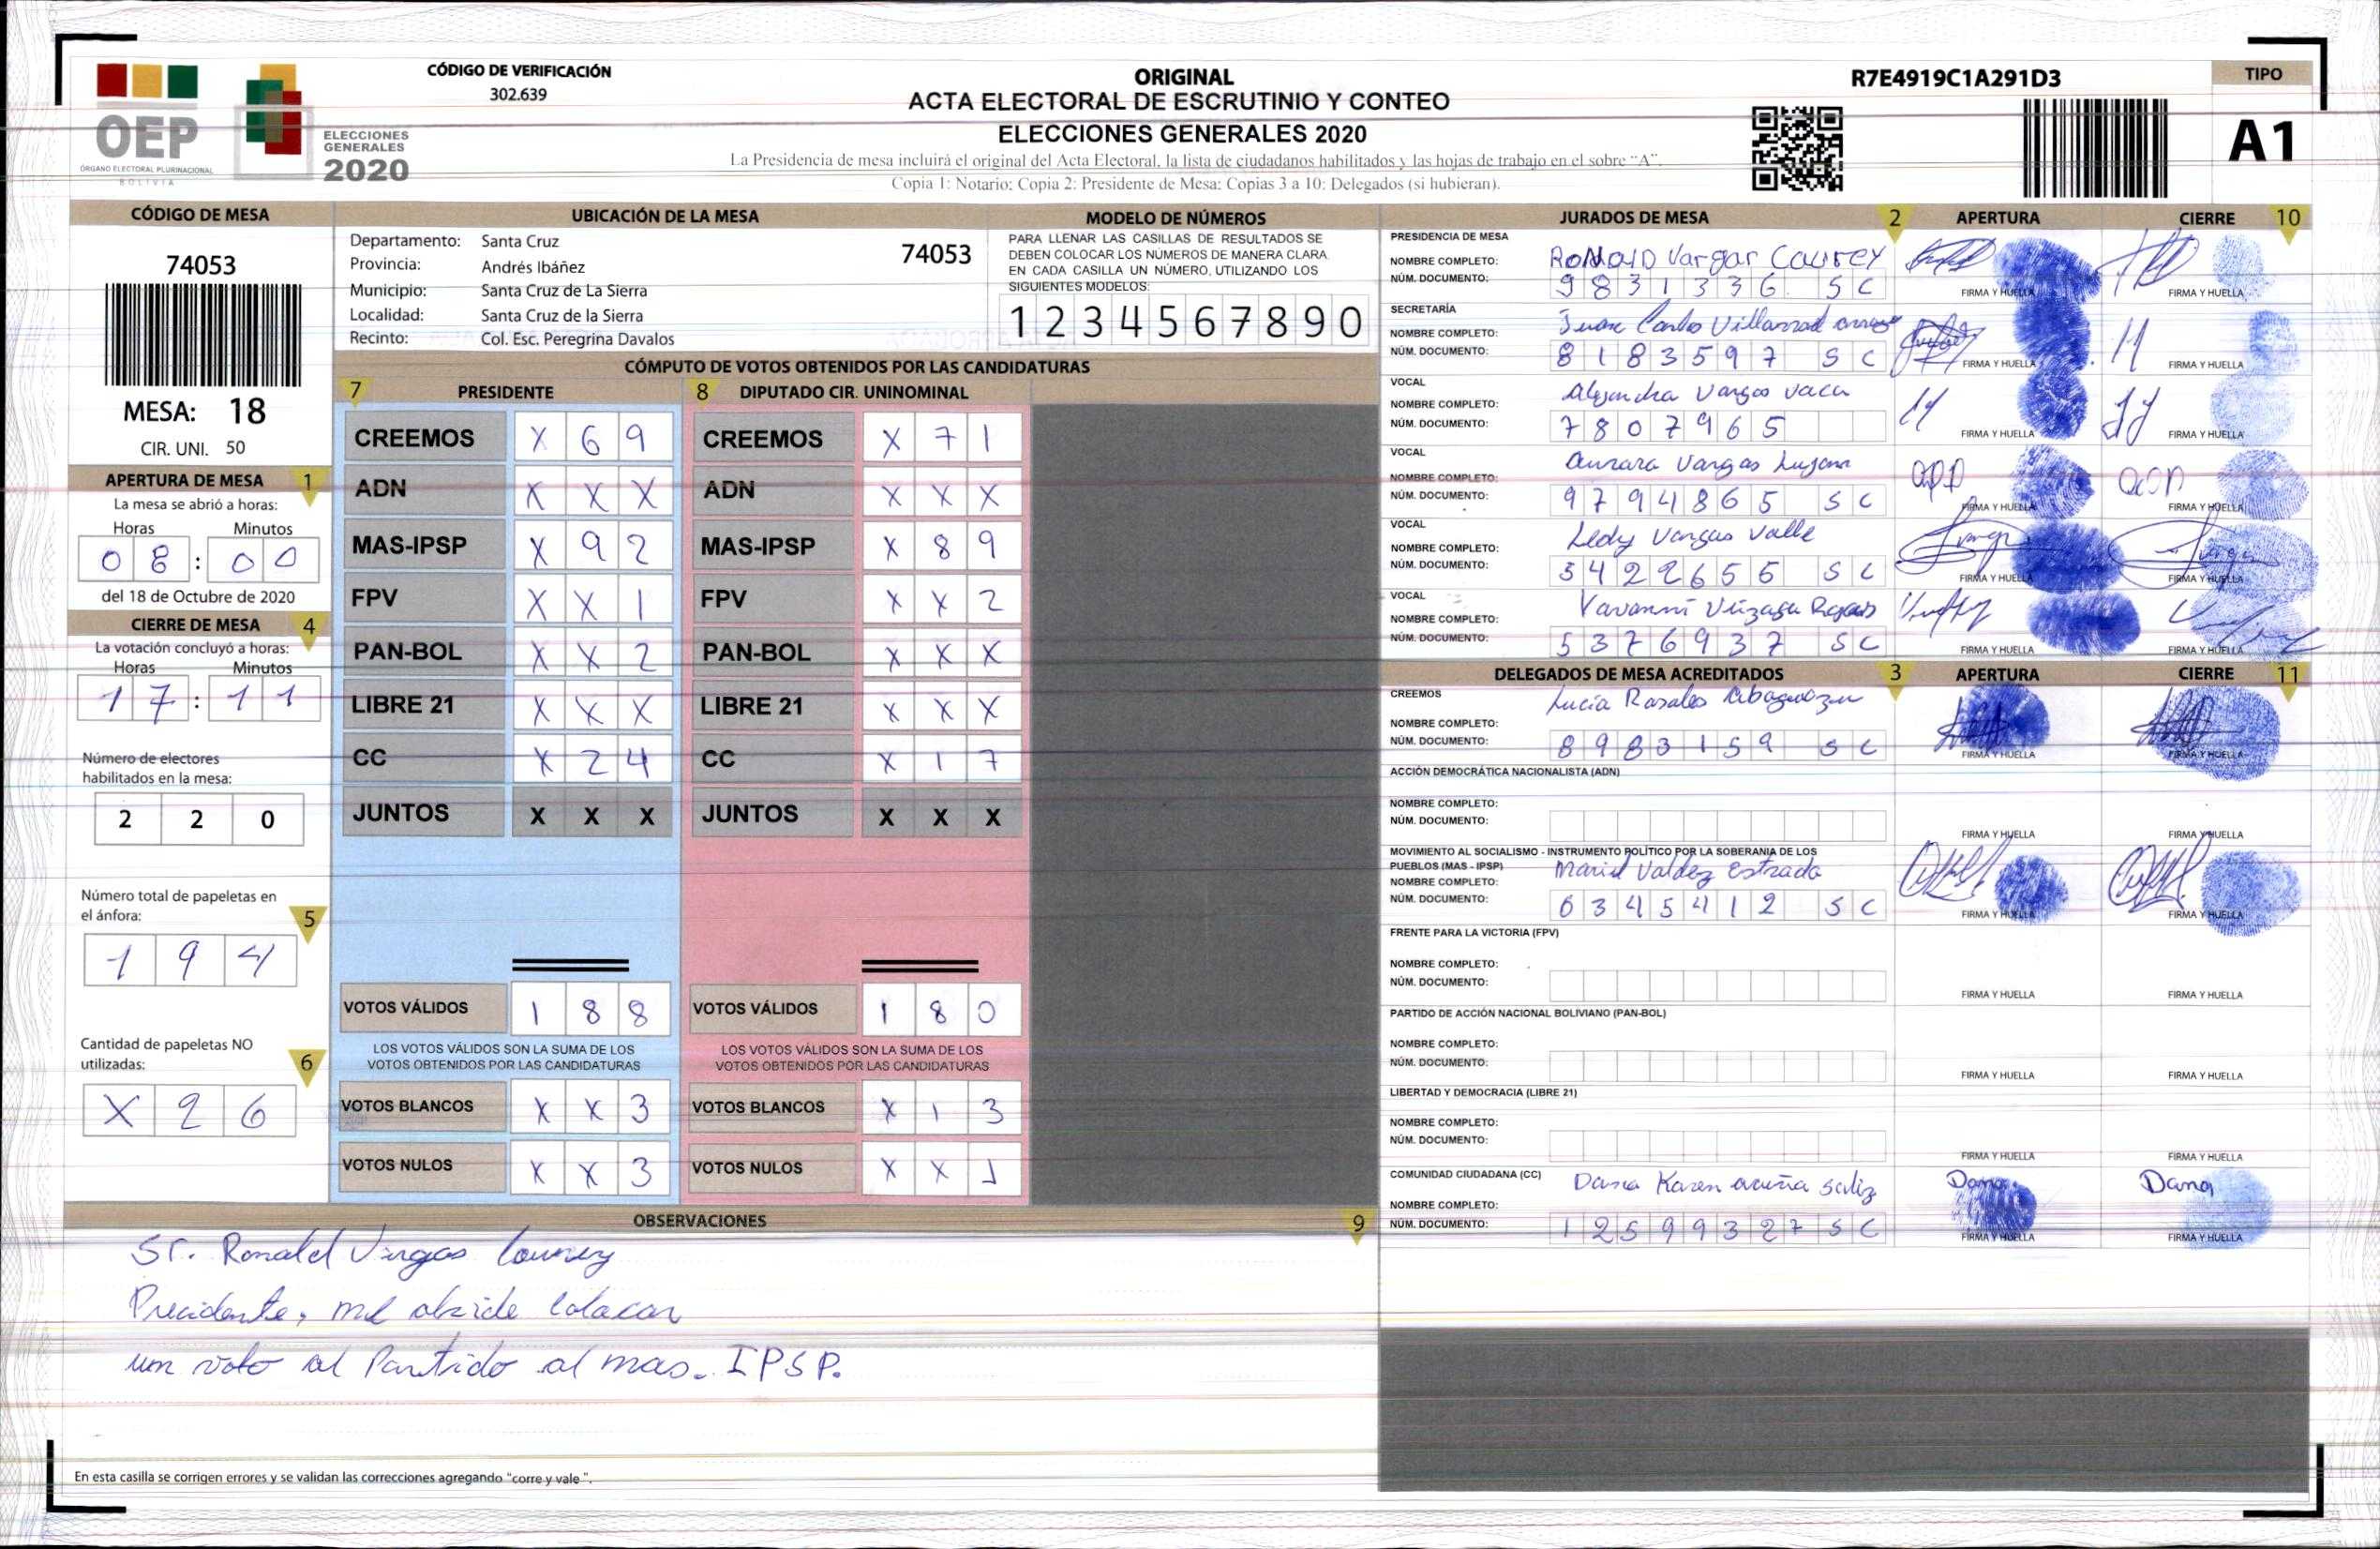 OEP
ÓRGANO ELECTORAL PLURINACIONAL
BOLIVIA
ELECCIONES
GENERALES
2020
CÓDIGO DE VERIFICACIÓN
302.639
ORIGINAL
ACTA ELECTORAL DE ESCRUTINIO Y CONTEO
ELECCIONES GENERALES 2020
La Presidencia de mesa incluirá el original del Acta Electoral, la lista de ciudadanos habilitados y las hojas de trabajo en el sobre "A".
Copia 1: Notario; Copia 2: Presidente de Mesa; Copias 3 a 10: Delegados (si hubieran).
R7E4919C1A291D3
TIPO
A1
CÓDIGO DE MESA
74053
MESA: 18
CIR. UNI. 50
APERTURA DE MESA 1
La mesa se abrió a horas:
Horas Minutos
0 8 : 0 0
del 18 de Octubre de 2020
CIERRE DE MESA 4
La votación concluyó a horas:
Horas Minutos
1 7 : 1 1
Número de electores
habilitados en la mesa:
2 2 0
Número total de papeletas en
el ánfora: 5
1 9 4
Cantidad de papeletas NO
utilizadas: 6
X 2 6
UBICACIÓN DE LA MESA
Departamento: Santa Cruz 74053
Provincia: Andrés Ibáñez
Municipio: Santa Cruz de La Sierra
Localidad: Santa Cruz de la Sierra
Recinto: Col. Esc. Peregrina Davalos
MODELO DE NÚMEROS
PARA LLENAR LAS CASILLAS DE RESULTADOS SE
DEBEN COLOCAR LOS NÚMEROS DE MANERA CLARA.
EN CADA CASILLA UN NÚMERO, UTILIZANDO LOS
SIGUIENTES MODELOS:
1 2 3 4 5 6 7 8 9 0
CÓMPUTO DE VOTOS OBTENIDOS POR LAS CANDIDATURAS
7 PRESIDENTE 8 DIPUTADO CIR. UNINOMINAL
CREEMOS X 6 9 CREEMOS X 7 1
ADN X X X ADN X X X
MAS-IPSP X 9 2 MAS-IPSP X 8 9
FPV X X 1 FPV X X 2
PAN-BOL X X 2 PAN-BOL X X X
LIBRE 21 X X X LIBRE 21 X X X
CC X 2 4 CC X 1 7
JUNTOS X X X JUNTOS X X X
VOTOS VÁLIDOS 1 8 8 VOTOS VÁLIDOS 1 8 0
LOS VOTOS VÁLIDOS SON LA SUMA DE LOS LOS VOTOS VÁLIDOS SON LA SUMA DE LOS
VOTOS OBTENIDOS POR LAS CANDIDATURAS VOTOS OBTENIDOS POR LAS CANDIDATURAS
VOTOS BLANCOS X X 3 VOTOS BLANCOS X 1 3
VOTOS NULOS X X 3 VOTOS NULOS X X 1
OBSERVACIONES 9
Sr. Ronald Vargas
Precidente, colocar
un voto al Partido al mas. IPSP.
En esta casilla se corrigen errores y se validan las correcciones agregando "corre y vale".
JURADOS DE MESA 2 APERTURA CIERRE 10
PRESIDENCIA DE MESA
NOMBRE COMPLETO: Ronald Vargas Caurey
NÚM. DOCUMENTO: 9 8 3 1 3 3 6 S C FIRMA Y HUELLA FIRMA Y HUELLA
SECRETARÍA
NOMBRE COMPLETO: Juan Carlos
NÚM. DOCUMENTO: 8 1 8 3 5 9 7 S C FIRMA Y HUELLA FIRMA Y HUELLA
VOCAL
NOMBRE COMPLETO: Alejandra Vargas Vaca
NÚM. DOCUMENTO: 7 8 0 7 9 6 5 FIRMA Y HUELLA FIRMA Y HUELLA
VOCAL
NOMBRE COMPLETO: Vargas
NÚM. DOCUMENTO: 9 7 9 4 8 6 5 S C FIRMA Y HUELLA FIRMA Y HUELLA
VOCAL
NOMBRE COMPLETO: Ledy Vargas Valle
NÚM. DOCUMENTO: 3 4 2 2 6 5 5 S C FIRMA Y HUELLA FIRMA Y HUELLA
VOCAL
NOMBRE COMPLETO: Rojas
NÚM. DOCUMENTO: 5 3 7 6 9 3 7 S C FIRMA Y HUELLA FIRMA Y HUELLA
DELEGADOS DE MESA ACREDITADOS 3 APERTURA CIERRE 11
CREEMOS
NOMBRE COMPLETO: Lucia Rosales
NÚM. DOCUMENTO: 8 9 8 3 1 5 9 S C FIRMA Y HUELLA FIRMA Y HUELLA
ACCIÓN DEMOCRÁTICA NACIONALISTA (ADN)
NOMBRE COMPLETO:
NÚM. DOCUMENTO: FIRMA Y HUELLA FIRMA Y HUELLA
MOVIMIENTO AL SOCIALISMO - INSTRUMENTO POLÍTICO POR LA SOBERANIA DE LOS
PUEBLOS (MAS - IPSP)
NOMBRE COMPLETO: Mariel Valdez Estrada
NÚM. DOCUMENTO: 6 3 4 5 4 1 2 S C FIRMA Y HUELLA FIRMA Y HUELLA
FRENTE PARA LA VICTORIA (FPV)
NOMBRE COMPLETO:
NÚM. DOCUMENTO: FIRMA Y HUELLA FIRMA Y HUELLA
PARTIDO DE ACCIÓN NACIONAL BOLIVIANO (PAN-BOL)
NOMBRE COMPLETO:
NÚM. DOCUMENTO: FIRMA Y HUELLA FIRMA Y HUELLA
LIBERTAD Y DEMOCRACIA (LIBRE 21)
NOMBRE COMPLETO:
NÚM. DOCUMENTO: FIRMA Y HUELLA FIRMA Y HUELLA
COMUNIDAD CIUDADANA (CC)
NOMBRE COMPLETO: Dana Karen Dana Dana
NÚM. DOCUMENTO: 1 2 5 9 9 3 2 7 S C FIRMA Y HUELLA FIRMA Y HUELLA